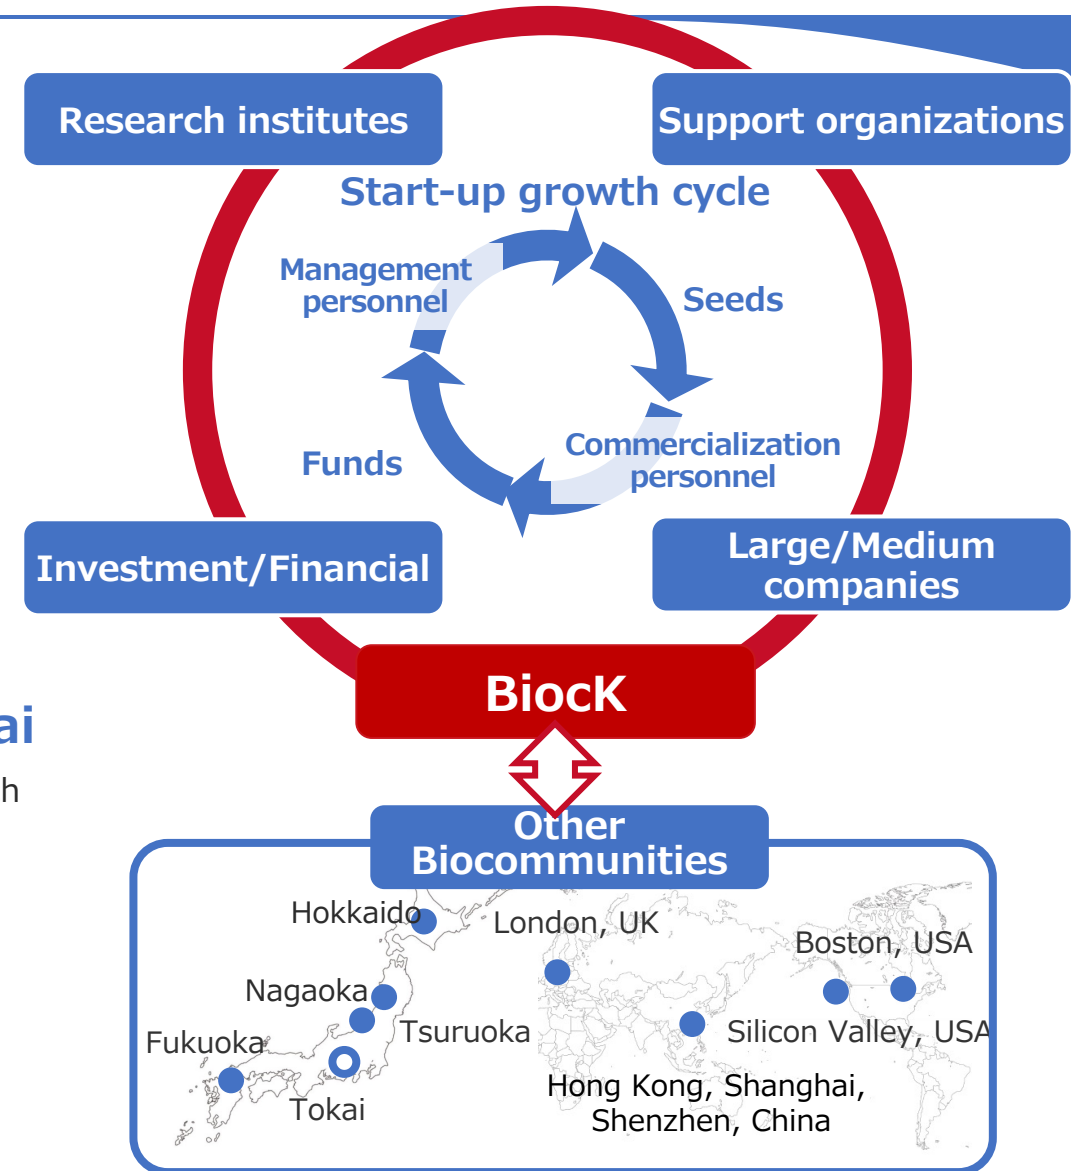 Research institutes
Support organizations
Start-up growth cycle
Management
personnel
Seeds
Funds
Commercialization
personnel
Investment/Financial
Large/Medium
companies
BiocK
ai
h
Other
Biocommunities
Hokkaido
London, UK
Boston, USA
Nagaoka
Tsuruoka
Silicon Valley, USA
Fukuoka
Tokai
Hong Kong, Shanghai,
Shenzhen, China